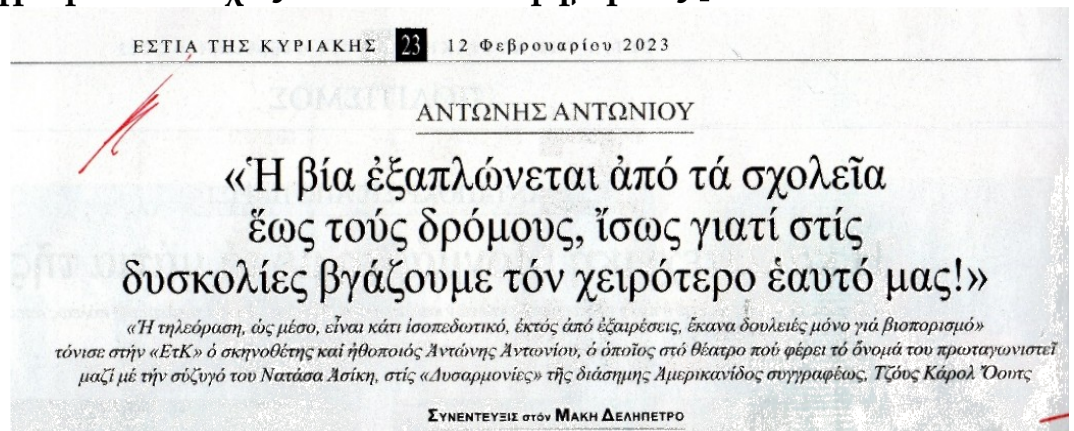 ΕΣΤΙΑ ΤΗΣ ΚΥΡΙΑΚΗΣ 23 12 Φεβρουαρίου 2023
ΑΝΤΩΝΗΣ ΑΝΤΩΝΙΟΥ
«Ἡ βία ἐξαπλώνεται ἀπό τά σχολεῖα
ἕως τούς δρόμους, ἴσως γιατί στίς
δυσκολίες βγάζουμε τόν χειρότερο ἑαυτό μας!»
«Ἡ τηλεόραση, ὡς μέσο, εἶναι κάτι ἰσοπεδωτικό, ἐκτός ἀπό ἐξαιρέσεις, ἔκανα δουλειές μόνο γιά βιοπορισμό»
τόνισε στήν «ΕτΚ» ὁ σκηνοθέτης καί ἠθοποιός Ἀντώνης Ἀντωνίου, ὁ ὁποῖος στό θέατρο πού φέρει τό ὄνομά του πρωταγωνιστεῖ
μαζί μέ τήν σύζυγό του Νατάσα Ἀσίκη, στίς «Δυσαρμονίες» τῆς διάσημης Ἀμερικανίδος συγγραφέως, Τζόυς Κάρολ Ὄουτς
ΣΥΝΕΝΤΕΥΞΙΣ στόν ΜΑΚΗ ΔΕΛΗΠΕΤΡΟ